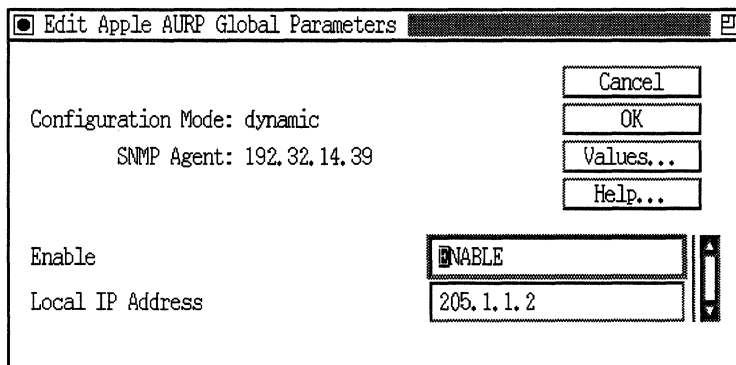 Edit Apple AURP Global Parameters
Cancel
Configuration Mode: dynamic
OK
SNMP Agent: 192.32.14.39
Values...
Help...
Enable
ENABLE
Local IP Address
205.1.1.2